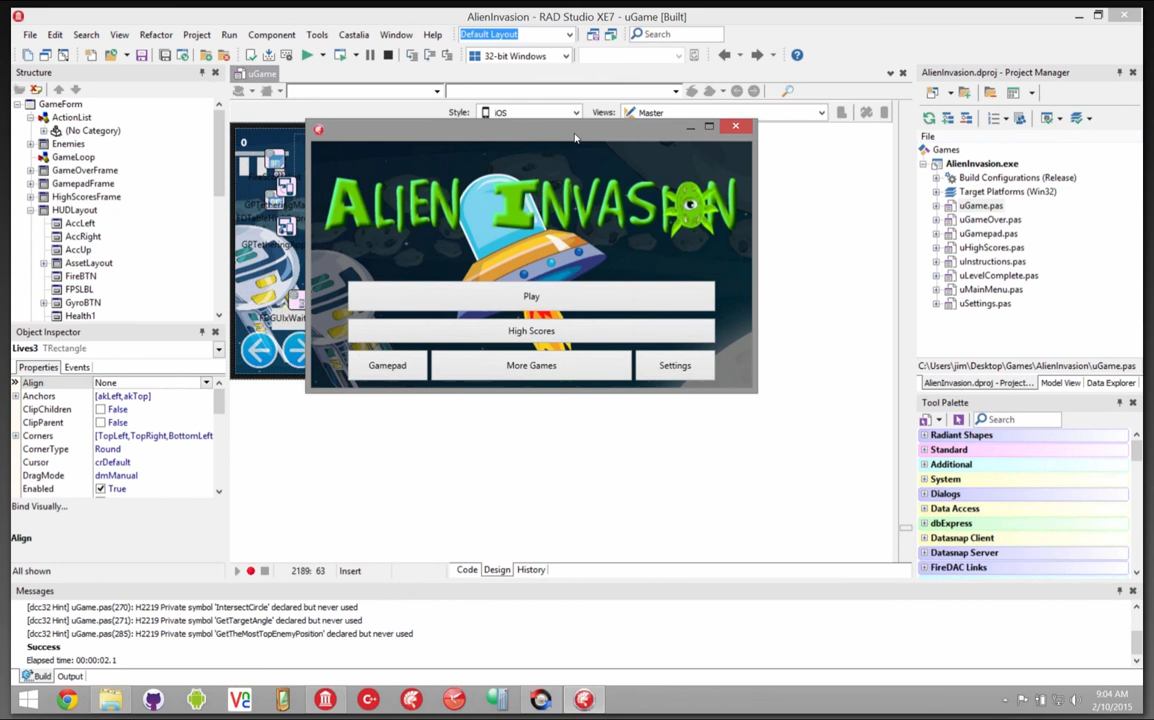 AlienInvasion - RAD Studio XE7 - uGame [Built]
File Edit Search View Refactor Project Run Component Tools Castalia Window Help
Default Layout
Search
32-bit Windows
Structure
GameForm
ActionList
(No Category)
Enemies
GameLoop
GameOverFrame
GamepadFrame
HighScoresFrame
HUDLayout
AccLeft
AccRight
AccUp
AssetLayout
FireBTN
FPSLBL
GyroBTN
Health1
Object Inspector
Lives3 TRectangle
Properties Events
Align None
Anchors [akLeft,akTop]
ClipChildren False
ClipParent False
Corners [TopLeft,TopRight,BottomLeft
CornerType Round
Cursor crDefault
DragMode dmManual
Enabled True
Bind Visually...
Align
All shown
uGame
Style: iOS Views: Master
0
ALIEN INVASION
Play
High Scores
Gamepad More Games Settings
2189: 63 Insert
Code Design History
AlienInvasion.dproj - Project Manager
File
Games
AlienInvasion.exe
Build Configurations (Release)
Target Platforms (Win32)
uGame.pas
uGameOver.pas
uGamepad.pas
uHighScores.pas
uInstructions.pas
uLevelComplete.pas
uMainMenu.pas
uSettings.pas
C:\Users\jim\Desktop\Games\AlienInvasion\uGame.pas
AlienInvasion.dproj - Project... Model View Data Explorer
Tool Palette
Search
Radiant Shapes
Standard
Additional
System
Dialogs
Data Access
dbExpress
Datasnap Client
Datasnap Server
FireDAC Links
Messages
[dcc32 Hint] uGame.pas(270): H2219 Private symbol 'IntersectCircle' declared but never used
[dcc32 Hint] uGame.pas(271): H2219 Private symbol 'GetTargetAngle' declared but never used
[dcc32 Hint] uGame.pas(285): H2219 Private symbol 'GetTheMostTopEnemyPosition' declared but never used
Success
Elapsed time: 00:00:02.1
Build Output
9:04 AM
2/10/2015